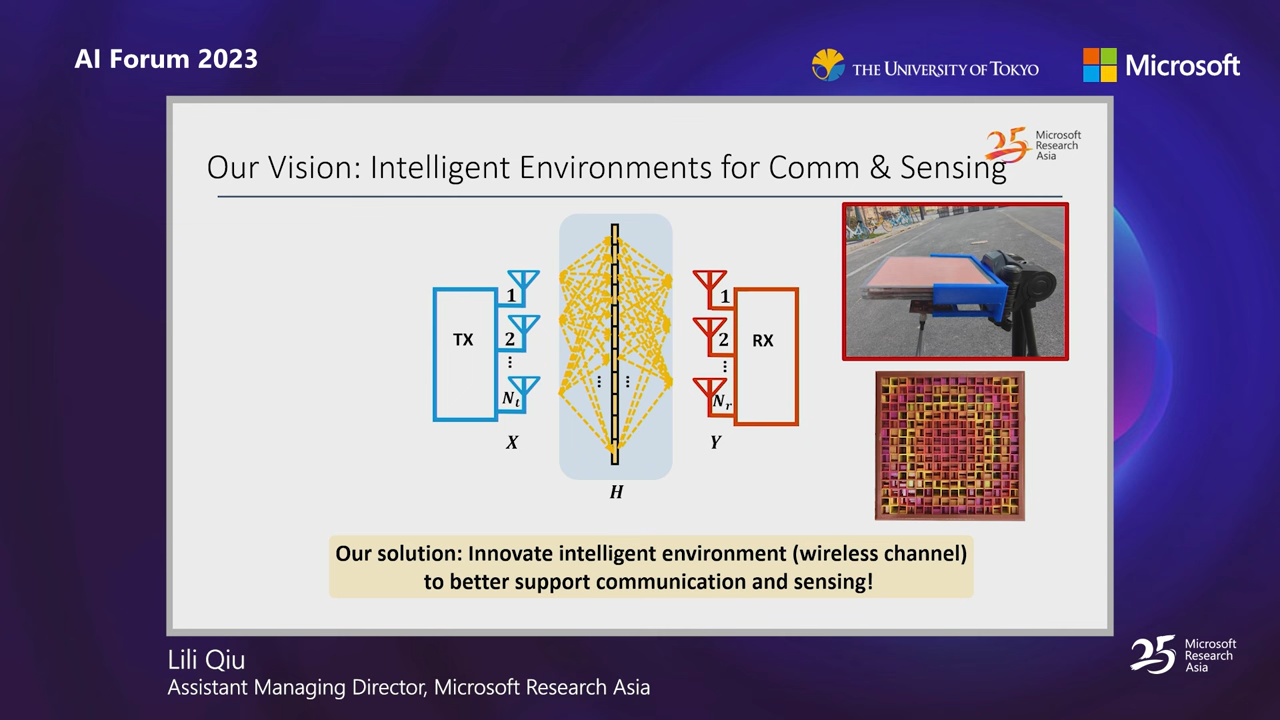 AI Forum 2023
THE UNIVERSITY OF TOKYO
Microsoft
25
Microsoft
Research
Asia
Our Vision: Intelligent Environments for Comm & Sensing
TX
1
2
⋮
Nt
X
⋮ ⋮
H
1
2
⋮
Nr
Y
RX
Our solution: Innovate intelligent environment (wireless channel)
to better support communication and sensing!
Lili Qiu
Assistant Managing Director, Microsoft Research Asia
25
Microsoft
Research
Asia